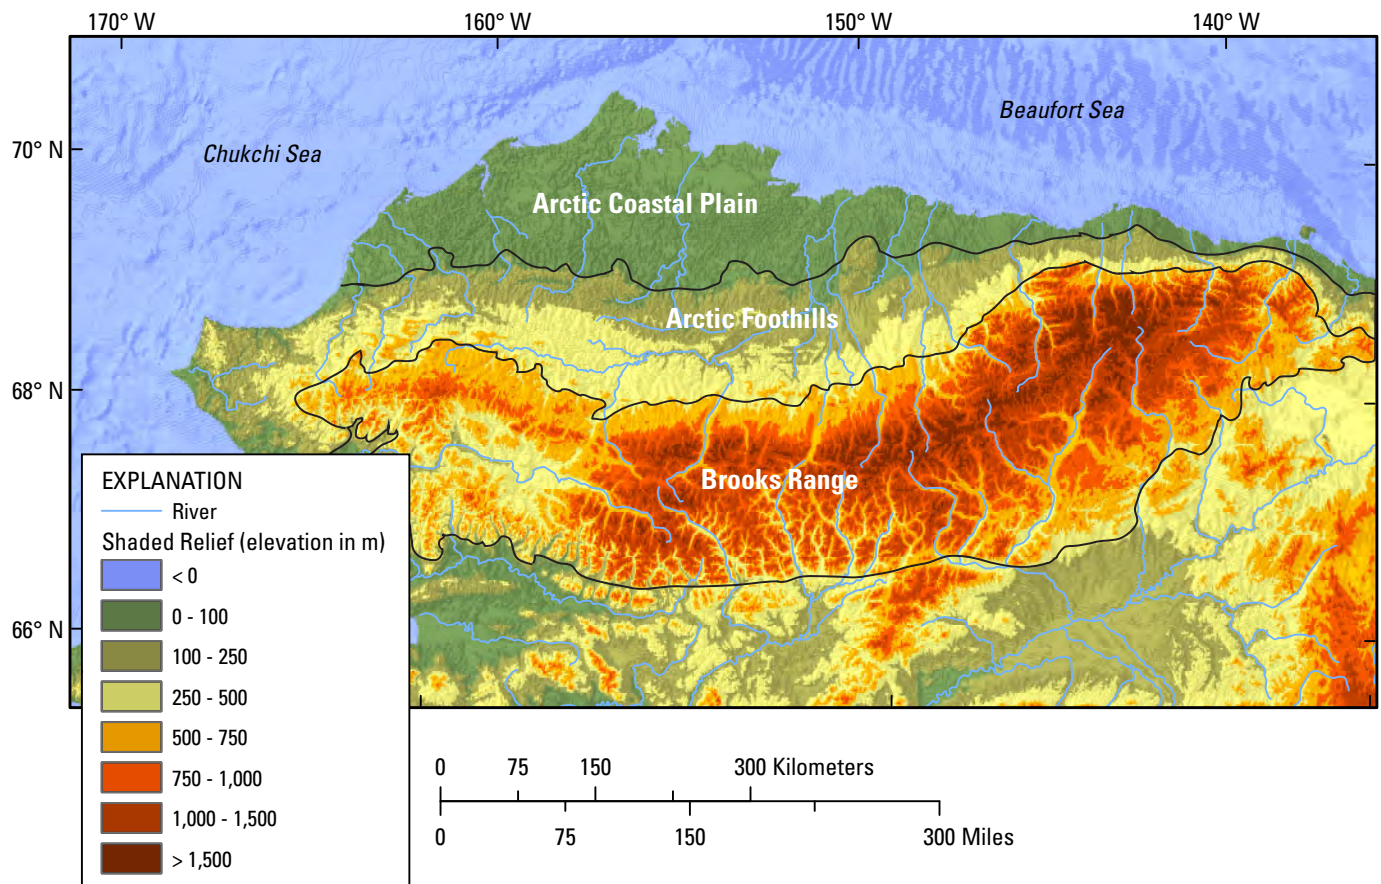 170° W 160° W 150° W 140° W
Beaufort Sea
70° N
Chukchi Sea
Arctic Coastal Plain
Arctic Foothills
68° N
Brooks Range
EXPLANATION
River
Shaded Relief (elevation in m)
< 0
0 - 100
66° N
100 - 250
250 - 500
500 - 750
750 - 1,000
1,000 - 1,500
> 1,500
0 75 150 300 Kilometers
0 75 150 300 Miles